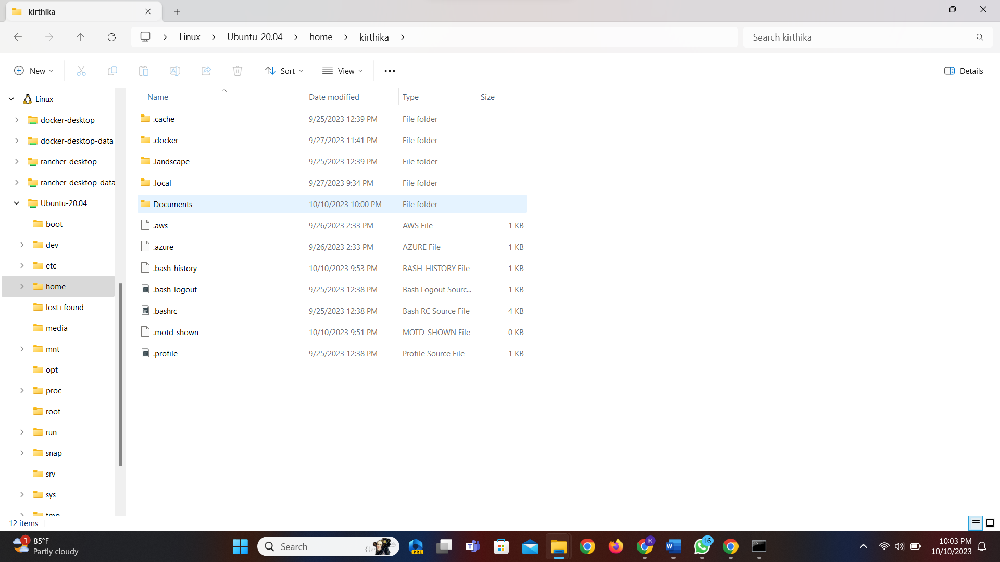 kirthika
Linux
Ubuntu-20.04
home
kirthika
Search kirthika
New
Sort
View
Details
Linux
docker-desktop
docker-desktop-data
rancher-desktop
rancher-desktop-data
Ubuntu-20.04
boot
dev
etc
home
lost+found
media
mnt
opt
proc
root
run
snap
srv
sys
tmp
Name Date modified Type Size
.cache 9/25/2023 12:39 PM File folder
.docker 9/27/2023 11:41 PM File folder
.landscape 9/25/2023 12:39 PM File folder
.local 9/27/2023 9:34 PM File folder
Documents 10/10/2023 10:00 PM File folder
.aws 9/26/2023 2:33 PM AWS File 1 KB
.azure 9/26/2023 2:33 PM AZURE File 1 KB
.bash_history 10/10/2023 9:53 PM BASH_HISTORY File 1 KB
.bash_logout 9/25/2023 12:38 PM Bash Logout Sourc... 1 KB
.bashrc 9/25/2023 12:38 PM Bash RC Source File 4 KB
.motd_shown 10/10/2023 9:51 PM MOTD_SHOWN File 0 KB
.profile 9/25/2023 12:38 PM Profile Source File 1 KB
12 items
1
85°F
Partly cloudy
Search
PRE
K
W
16
10:03 PM
10/10/2023